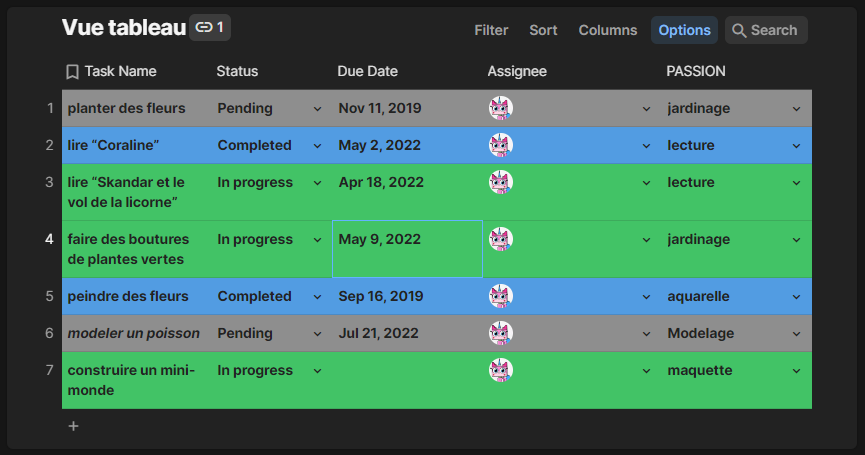 Vue tableau 1
Filter Sort Columns Options Search
Task Name Status Due Date Assignee PASSION
1 planter des fleurs Pending Nov 11, 2019 jardinage
2 lire “Coraline” Completed May 2, 2022 lecture
3 lire “Skandar et le In progress Apr 18, 2022 lecture
vol de la licorne”
4 faire des boutures In progress May 9, 2022 jardinage
de plantes vertes
5 peindre des fleurs Completed Sep 16, 2019 aquarelle
6 modeler un poisson Pending Jul 21, 2022 Modelage
7 construire un mini- In progress maquette
monde
+